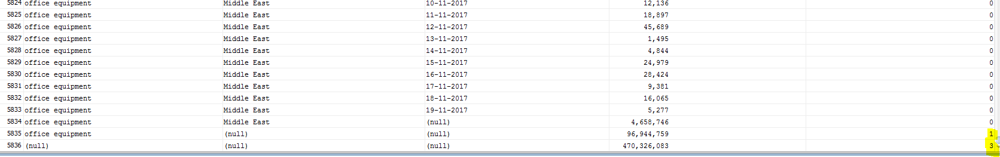 5824 office equipment Middle East 10-11-2017 12,136 0
5825 office equipment Middle East 11-11-2017 18,897 0
5826 office equipment Middle East 12-11-2017 45,689 0
5827 office equipment Middle East 13-11-2017 1,495 0
5828 office equipment Middle East 14-11-2017 4,844 0
5829 office equipment Middle East 15-11-2017 24,979 0
5830 office equipment Middle East 16-11-2017 28,424 0
5831 office equipment Middle East 17-11-2017 9,381 0
5832 office equipment Middle East 18-11-2017 16,065 0
5833 office equipment Middle East 19-11-2017 5,277 0
5834 office equipment Middle East (null) 4,658,746 0
5835 office equipment (null) (null) 96,944,759 1
5836 (null) (null) (null) 470,326,083 3